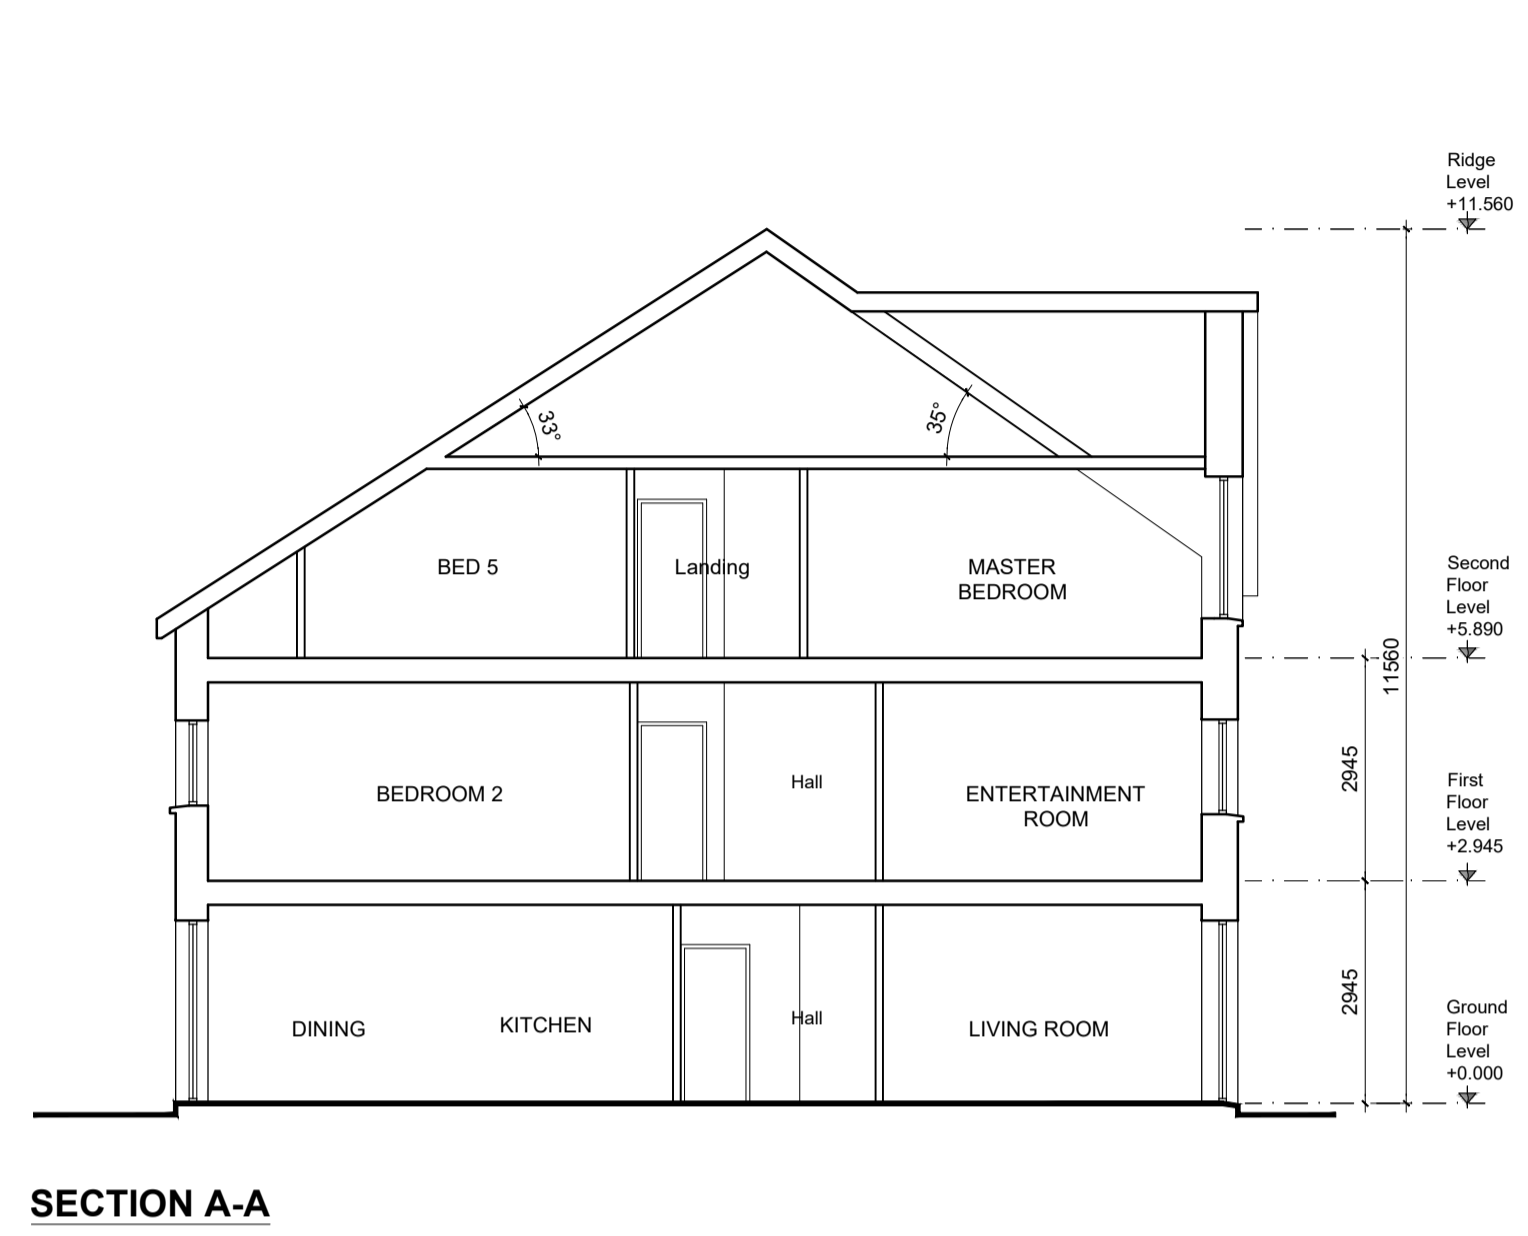 Ridge
Level
+11.560
33°
35°
Second
Floor
Level
+5.890
BED 5
Landing
MASTER
BEDROOM
11560
2945
First
Floor
Level
+2.945
BEDROOM 2
Hall
ENTERTAINMENT
ROOM
2945
Ground
Floor
Level
+0.000
DINING
KITCHEN
Hall
LIVING ROOM
SECTION A-A